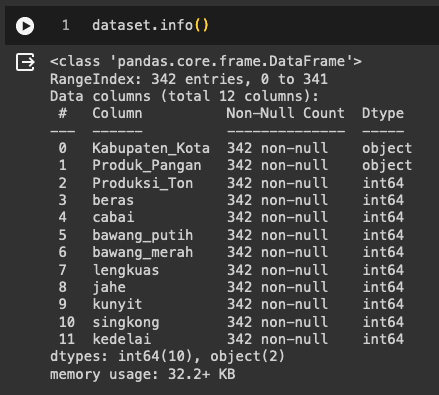 1 dataset.info()
<class 'pandas.core.frame.DataFrame'>
RangeIndex: 342 entries, 0 to 341
Data columns (total 12 columns):
 #   Column          Non-Null Count  Dtype
---  ------          --------------  -----
 0   Kabupaten_Kota  342 non-null    object
 1   Produk_Pangan   342 non-null    object
 2   Produksi_Ton    342 non-null    int64
 3   beras           342 non-null    int64
 4   cabai           342 non-null    int64
 5   bawang_putih    342 non-null    int64
 6   bawang_merah    342 non-null    int64
 7   lengkuas        342 non-null    int64
 8   jahe            342 non-null    int64
 9   kunyit          342 non-null    int64
 10  singkong        342 non-null    int64
 11  kedelai         342 non-null    int64
dtypes: int64(10), object(2)
memory usage: 32.2+ KB